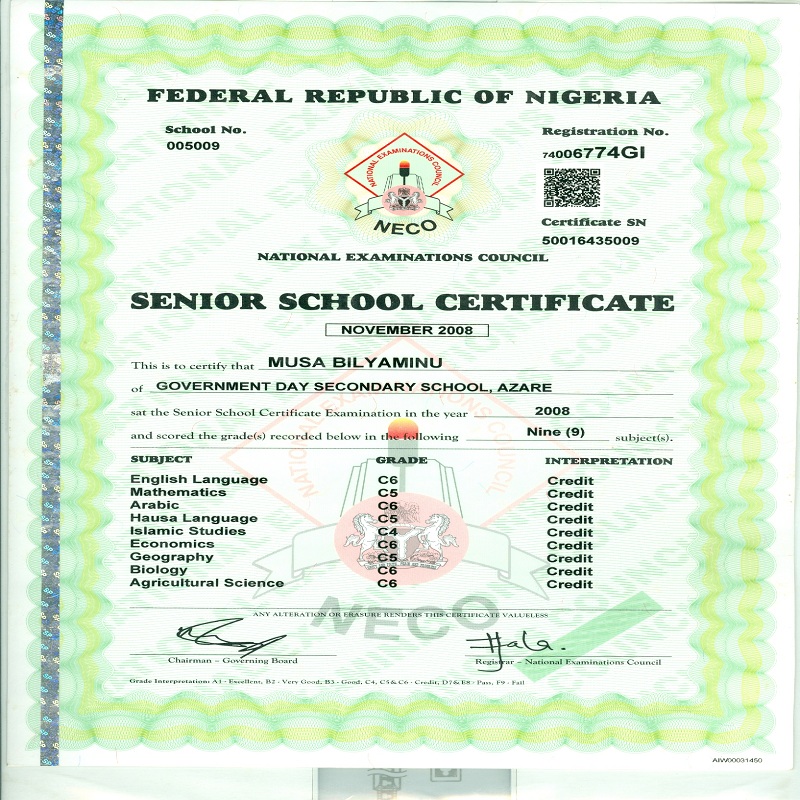 FEDERAL REPUBLIC OF NIGERIA
School No.
005009
Registration No.
74006774GI
NATIONAL EXAMINATIONS COUNCIL
NECO
Certificate SN
50016435009
NATIONAL EXAMINATIONS COUNCIL
SENIOR SCHOOL CERTIFICATE
NOVEMBER 2008
This is to certify that MUSA BILYAMINU
of GOVERNMENT DAY SECONDARY SCHOOL, AZARE
sat the Senior School Certificate Examination in the year 2008
and scored the grade(s) recorded below in the following Nine (9) subject(s).
SUBJECT GRADE INTERPRETATION
English Language C6 Credit
Mathematics C5 Credit
Arabic C6 Credit
Hausa Language C5 Credit
Islamic Studies C4 Credit
Economics C6 Credit
Geography C5 Credit
Biology C6 Credit
Agricultural Science C6 Credit
NATIONAL EXAMINATIONS COUNCIL
NECO
ANY ALTERATION OR ERASURE RENDERS THIS CERTIFICATE VALUELESS
Chairman - Governing Board
Registrar - National Examinations Council
Grade Interpretation: A1 - Excellent, B2 - Very Good, B3 - Good, C4, C5 & C6 - Credit, D7 & E8 - Pass, F9 - Fail
AIW00031450